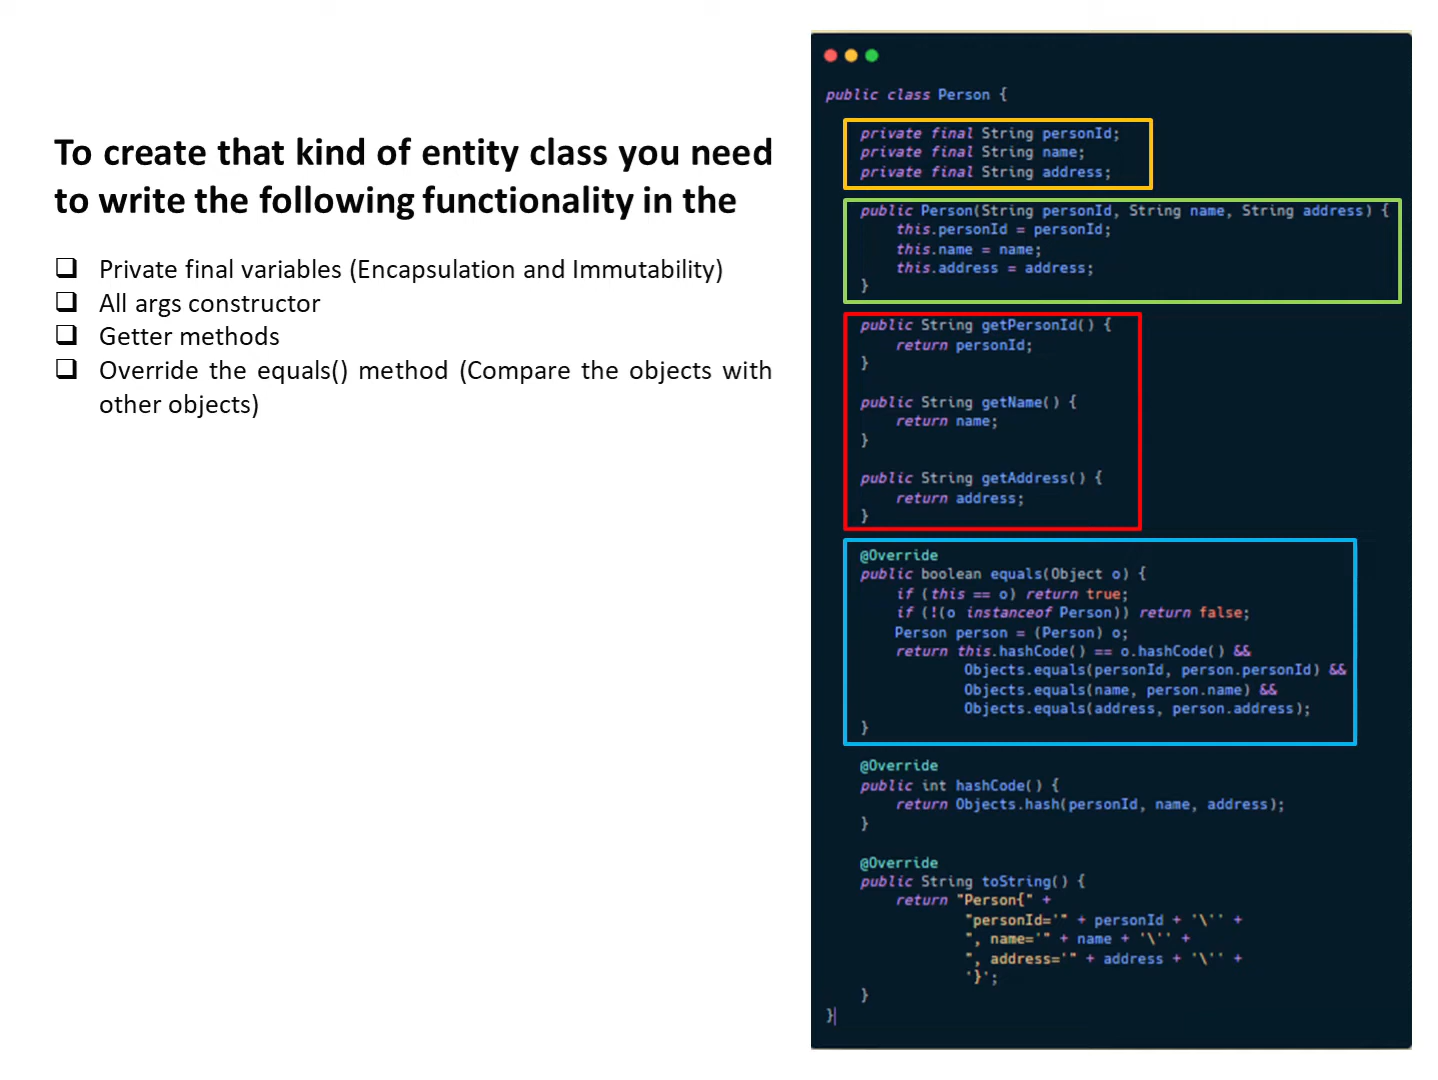 To create that kind of entity class you need
to write the following functionality in the
Private final variables (Encapsulation and Immutability)
All args constructor
Getter methods
Override the equals() method (Compare the objects with
other objects)
public class Person {
private final String personId;
private final String name;
private final String address;
public Person(String personId, String name, String address) {
this.personId = personId;
this.name = name;
this.address = address;
}
public String getPersonId() {
return personId;
}
public String getName() {
return name;
}
public String getAddress() {
return address;
}
@Override
public boolean equals(Object o) {
if (this == o) return true;
if (!(o instanceof Person)) return false;
Person person = (Person) o;
return this.hashCode() == o.hashCode() &&
Objects.equals(personId, person.personId) &&
Objects.equals(name, person.name) &&
Objects.equals(address, person.address);
}
@Override
public int hashCode() {
return Objects.hash(personId, name, address);
}
@Override
public String toString() {
return "Person{" +
"personId='" + personId + '\'' +
", name='" + name + '\'' +
", address='" + address + '\'' +
'}';
}
}